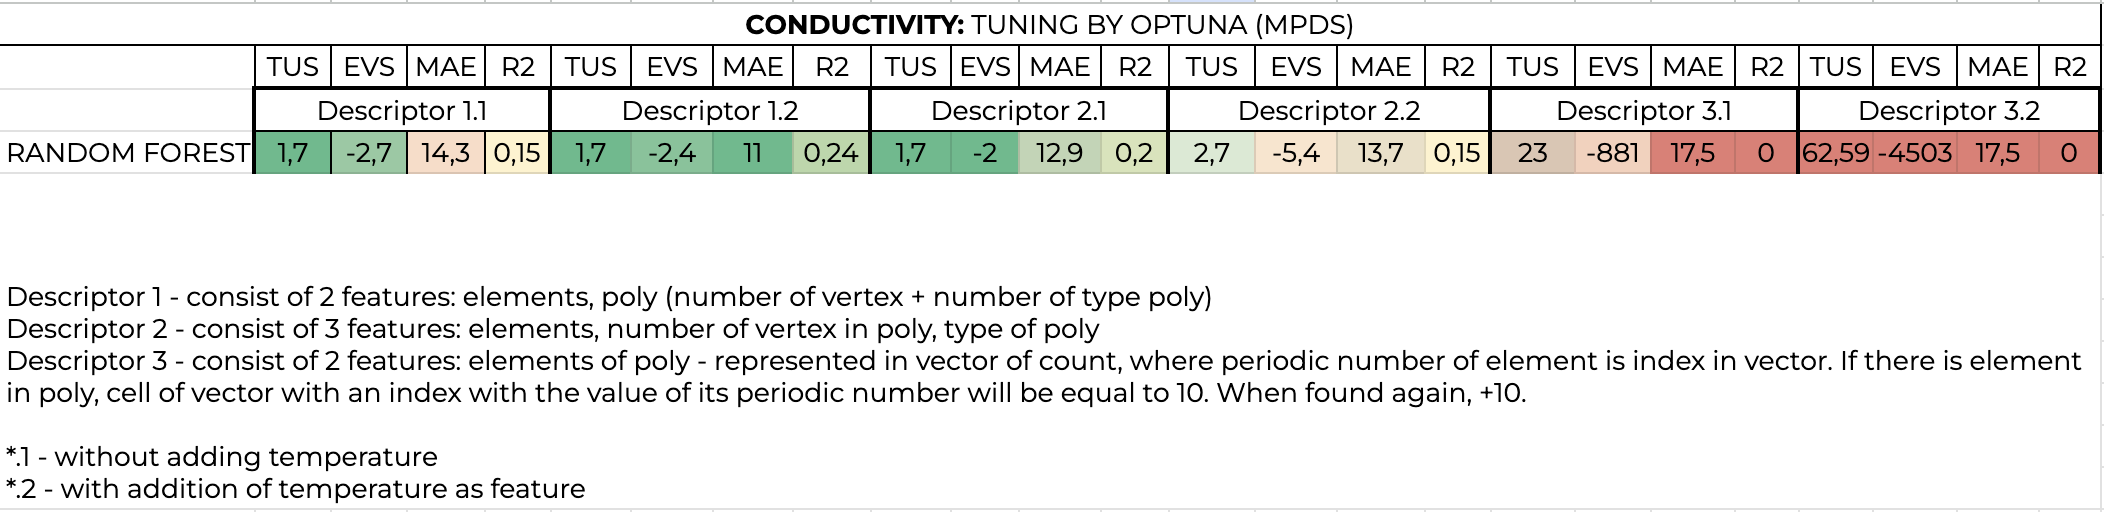 CONDUCTIVITY: TUNING BY OPTUNA (MPDS)
TUS EVS MAE R2 TUS EVS MAE R2 TUS EVS MAE R2 TUS EVS MAE R2 TUS EVS MAE R2 TUS EVS MAE R2
Descriptor 1.1 Descriptor 1.2 Descriptor 2.1 Descriptor 2.2 Descriptor 3.1 Descriptor 3.2
RANDOM FOREST 1,7 -2,7 14,3 0,15 1,7 -2,4 11 0,24 1,7 -2 12,9 0,2 2,7 -5,4 13,7 0,15 23 -881 17,5 0 62,59 -4503 17,5 0
Descriptor 1 - consist of 2 features: elements, poly (number of vertex + number of type poly)
Descriptor 2 - consist of 3 features: elements, number of vertex in poly, type of poly
Descriptor 3 - consist of 2 features: elements of poly - represented in vector of count, where periodic number of element is index in vector. If there is element
in poly, cell of vector with an index with the value of its periodic number will be equal to 10. When found again, +10.
*.1 - without adding temperature
*.2 - with addition of temperature as feature